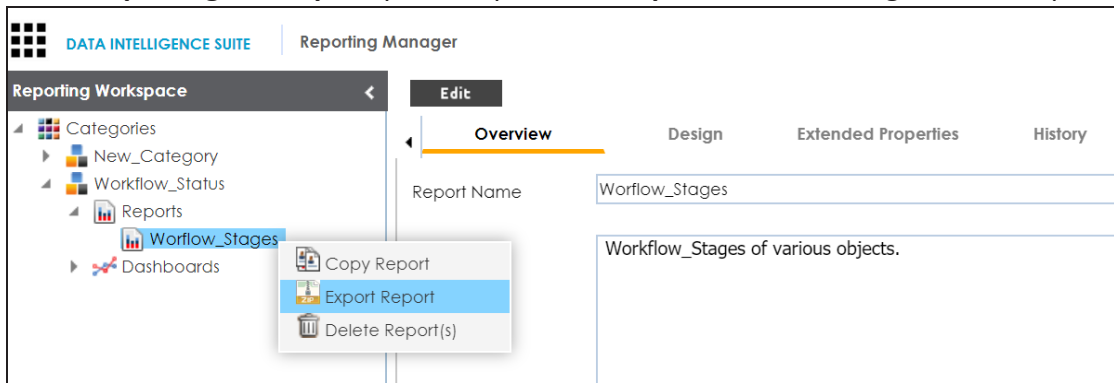 DATA INTELLIGENCE SUITE Reporting Manager
Reporting Workspace
Edit
Categories
Overview Design Extended Properties History
New_Category
Workflow_Status
Report Name Worflow_Stages
Reports
Worflow_Stages
Workflow_Stages of various objects.
Dashboards
Copy Report
ZIP Export Report
Delete Report(s)